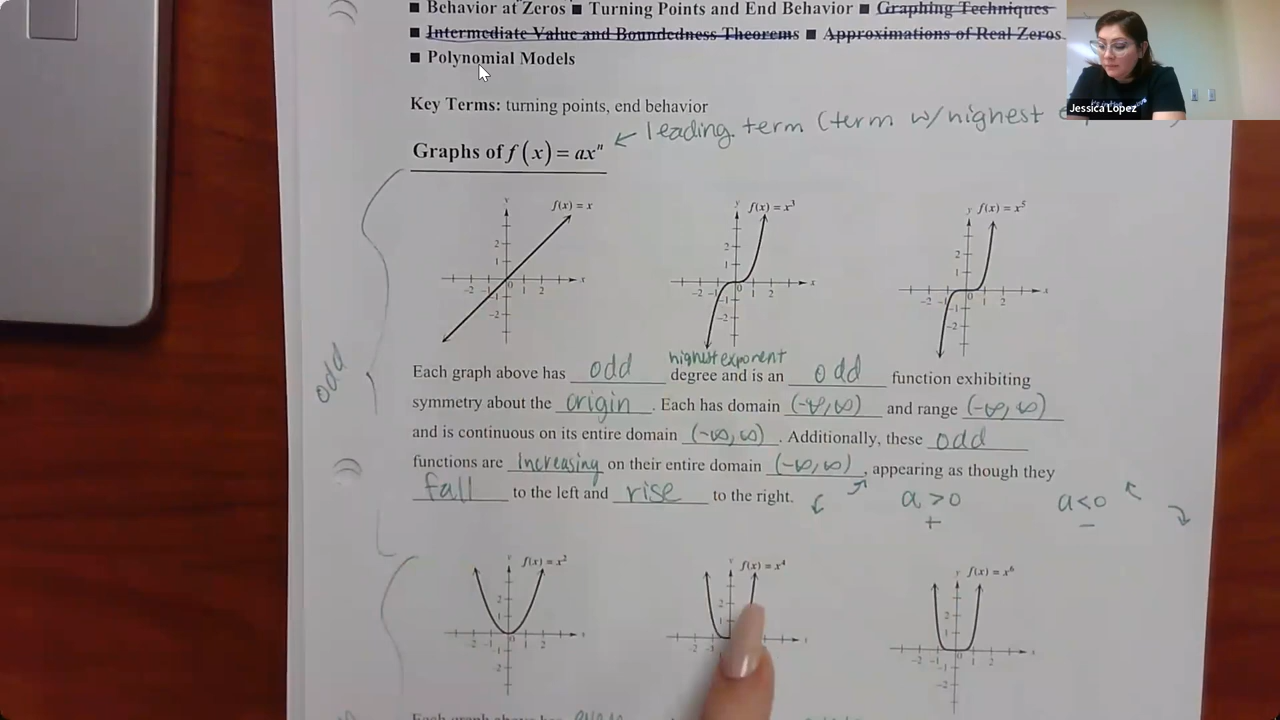 ■ Behavior at Zeros ■ Turning Points and End Behavior ■ Graphing Techniques
■ Intermediate Value and Boundedness Theorems ■ Approximations of Real Zeros
■ Polynomial Models
Jessica Lopez
Key Terms: turning points, end behavior
← leading term (term w/highest
Graphs of f(x) = axⁿ
f(x) = x
f(x) = x³
f(x) = x⁵
odd
highest exponent
Each graph above has odd degree and is an odd function exhibiting
symmetry about the origin. Each has domain (-∞,∞) and range (-∞,∞)
and is continuous on its entire domain (-∞,∞). Additionally, these odd
functions are increasing on their entire domain (-∞,∞), appearing as though they
fall to the left and rise to the right.
a >0
+
a<0
−
f(x) = x²
f(x) = x⁴
f(x) = x⁶